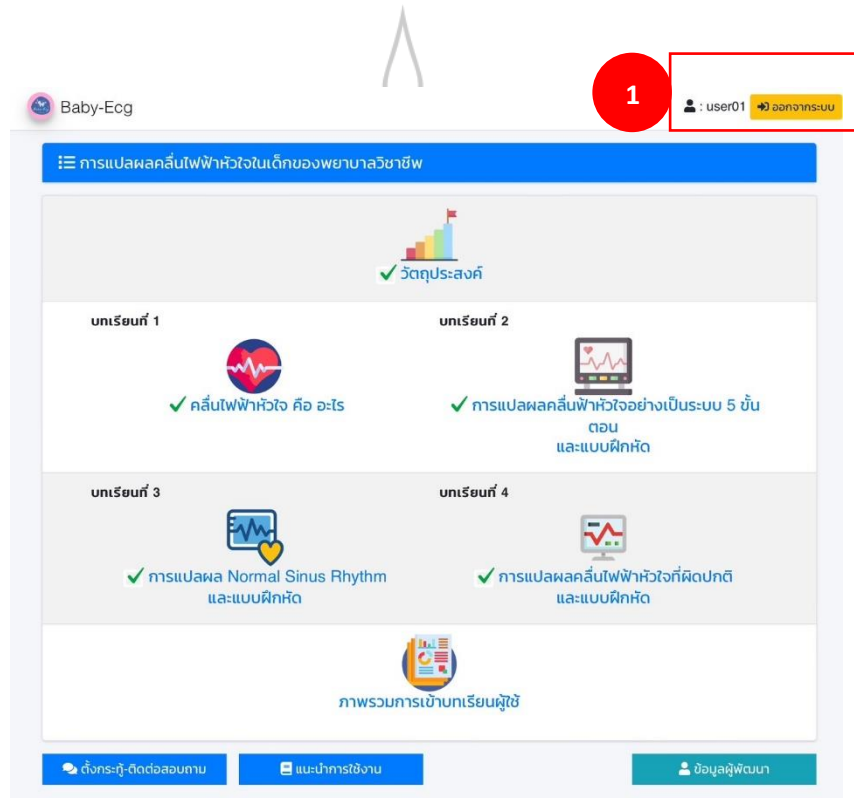 1
Baby-Ecg
: user01 ออกจากระบบ
การแปลผลคลื่นไฟฟ้าหัวใจในเด็กของพยาบาลวิชาชีพ
วัตถุประสงค์
บทเรียนที่ 1
บทเรียนที่ 2
คลื่นไฟฟ้าหัวใจ คือ อะไร
การแปลผลคลื่นฟ้าหัวใจอย่างเป็นระบบ 5 ขั้น
ตอน
และแบบฝึกหัด
บทเรียนที่ 3
บทเรียนที่ 4
การแปลผล Normal Sinus Rhythm
และแบบฝึกหัด
การแปลผลคลื่นไฟฟ้าหัวใจที่ผิดปกติ
และแบบฝึกหัด
ภาพรวมการเข้าบทเรียนผู้ใช้
ตั้งกระทู้-ติดต่อสอบถาม
แนะนำการใช้งาน
ข้อมูลผู้พัฒนา